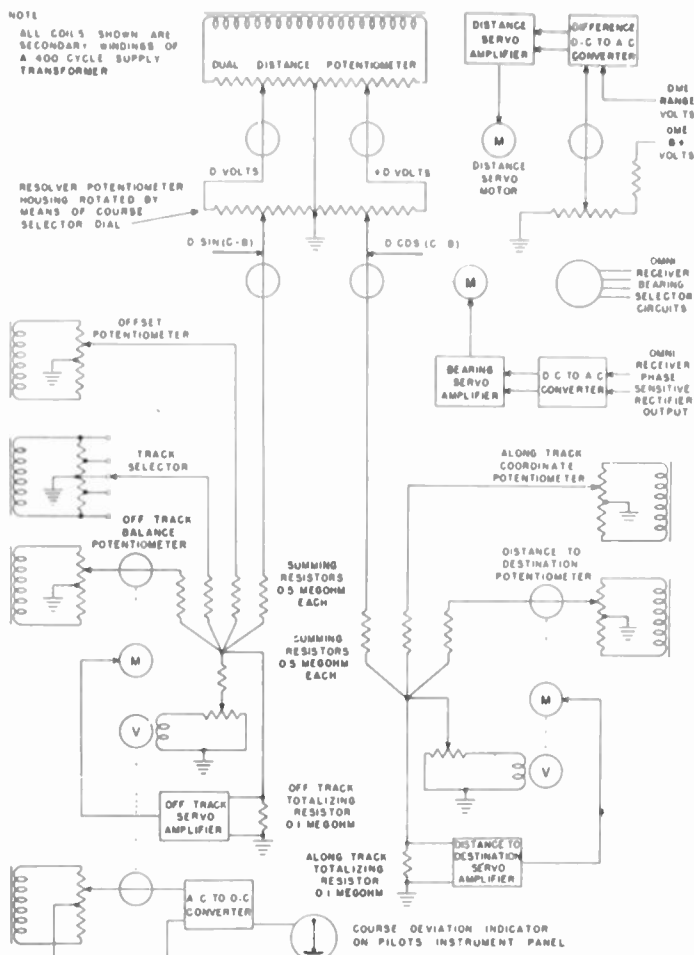 NOTE
ALL COILS SHOWN ARE
SECONDARY WINDINGS OF
A 400 CYCLE SUPPLY
TRANSFORMER
DUAL DISTANCE POTENTIOMETER
DISTANCE
SERVO
AMPLIFIER
DIFFERENCE
D-C TO A C
CONVERTER
DME
RANGE
VOLTS
DME
B+
VOLTS
M
DISTANCE
SERVO
MOTOR
D VOLTS
+D VOLTS
RESOLVER POTENTIOMETER
HOUSING ROTATED BY
MEANS OF COURSE
SELECTOR DIAL
D SIN (C-B)
D COS (C B)
M
OMNI
RECEIVER
BEARING
SELECTOR
CIRCUITS
OFFSET
POTENTIOMETER
BEARING
SERVO
AMPLIFIER
D C TO A C
CONVERTER
OMNI
RECEIVER
PHASE
SENSITIVE
RECTIFIER
OUTPUT
TRACK
SELECTOR
ALONG TRACK
COORDINATE
POTENTIOMETER
OFF TRACK
BALANCE
POTENTIOMETER
DISTANCE TO
DESTINATION
POTENTIOMETER
SUMMING
RESISTORS
0.5 MEGOHM
EACH
SUMMING
RESISTORS
0.5 MEGOHM
EACH
M
M
V
V
OFF TRACK
SERVO
AMPLIFIER
OFF TRACK
TOTALIZING
RESISTOR
0.1 MEGOHM
ALONG TRACK
TOTALIZING
RESISTOR
0.1 MEGOHM
DISTANCE TO
DESTINATION
SERVO
AMPLIFIER
A C TO D.C
CONVERTER
COURSE DEVIATION INDICATOR
ON PILOTS INSTRUMENT PANEL